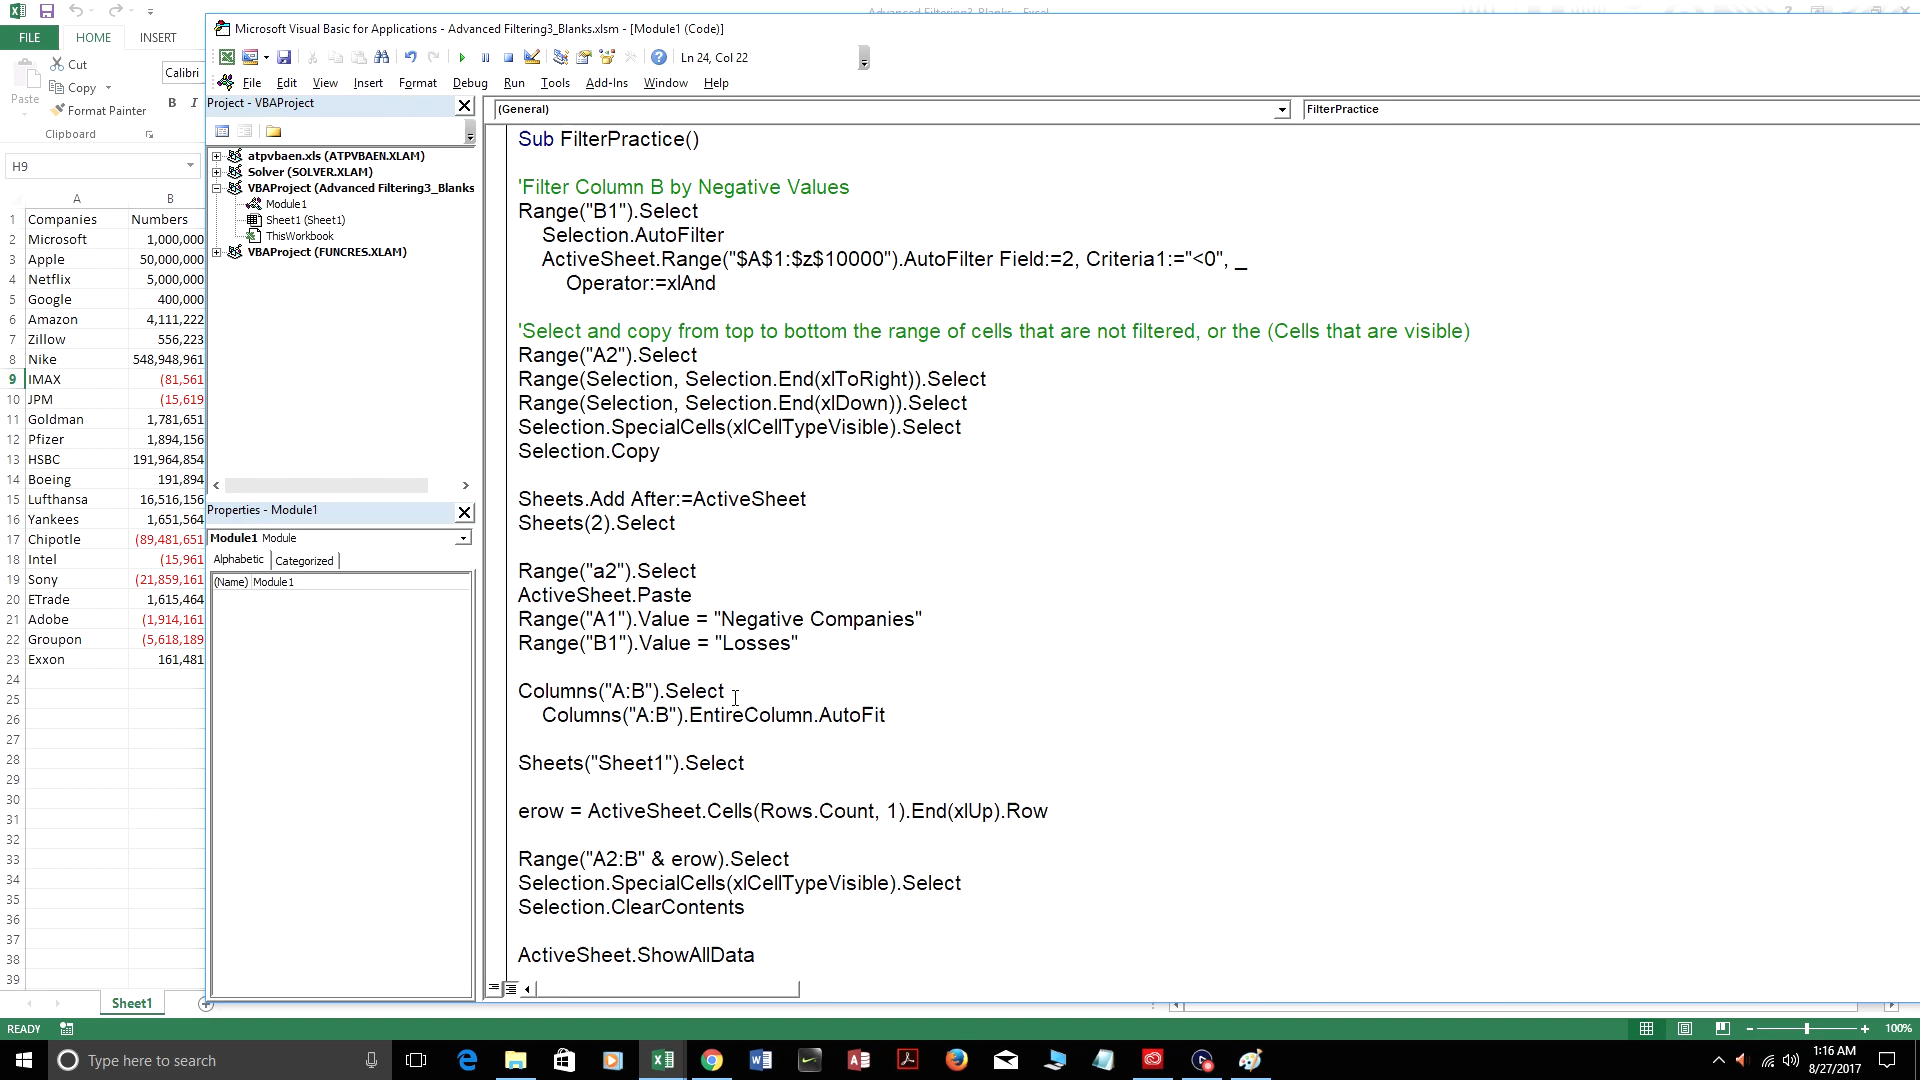 Advanced Filtering3_Blanks - Excel
FILE HOME INSERT
Cut
Copy
Format Painter
Paste
Clipboard
Calibri
B I
H9
A B
1 Companies Numbers
2 Microsoft 1,000,000
3 Apple 50,000,000
4 Netflix 5,000,000
5 Google 400,000
6 Amazon 4,111,222
7 Zillow 556,223
8 Nike 548,948,961
9 IMAX (81,561
10 JPM (15,619
11 Goldman 1,781,651
12 Pfizer 1,894,156
13 HSBC 191,964,854
14 Boeing 191,894
15 Lufthansa 16,516,156
16 Yankees 1,651,564
17 Chipotle (89,481,651
18 Intel (15,961
19 Sony (21,859,161
20 ETrade 1,615,464
21 Adobe (1,914,161
22 Groupon (5,618,189
23 Exxon 161,481
24
25
26
27
28
29
30
31
32
33
34
35
36
37
38
39
Sheet1
READY
Microsoft Visual Basic for Applications - Advanced Filtering3_Blanks.xlsm - [Module1 (Code)]
Ln 24, Col 22
File Edit View Insert Format Debug Run Tools Add-Ins Window Help
Project - VBAProject
atpvbaen.xls (ATPVBAEN.XLAM)
Solver (SOLVER.XLAM)
VBAProject (Advanced Filtering3_Blanks
Module1
Sheet1 (Sheet1)
ThisWorkbook
VBAProject (FUNCRES.XLAM)
Properties - Module1
Module1 Module
Alphabetic Categorized
(Name) Module1
(General) FilterPractice
Sub FilterPractice()
'Filter Column B by Negative Values
Range("B1").Select
Selection.AutoFilter
ActiveSheet.Range("$A$1:$z$10000").AutoFilter Field:=2, Criteria1:="<0", _
Operator:=xlAnd
'Select and copy from top to bottom the range of cells that are not filtered, or the (Cells that are visible)
Range("A2").Select
Range(Selection, Selection.End(xlToRight)).Select
Range(Selection, Selection.End(xlDown)).Select
Selection.SpecialCells(xlCellTypeVisible).Select
Selection.Copy
Sheets.Add After:=ActiveSheet
Sheets(2).Select
Range("a2").Select
ActiveSheet.Paste
Range("A1").Value = "Negative Companies"
Range("B1").Value = "Losses"
Columns("A:B").Select
Columns("A:B").EntireColumn.AutoFit
Sheets("Sheet1").Select
erow = ActiveSheet.Cells(Rows.Count, 1).End(xlUp).Row
Range("A2:B" & erow).Select
Selection.SpecialCells(xlCellTypeVisible).Select
Selection.ClearContents
ActiveSheet.ShowAllData
100%
Type here to search
1:16 AM
8/27/2017